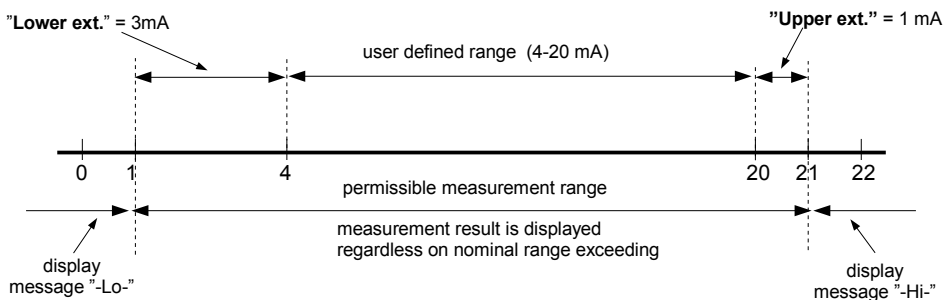 "Lower ext." = 3mA
"Upper ext." = 1 mA
user defined range (4-20 mA)
0 1 4 20 21 22
permissible measurement range
measurement result is displayed
regardless on nominal range exceeding
display
message "-Lo-"
display
message "-Hi-"